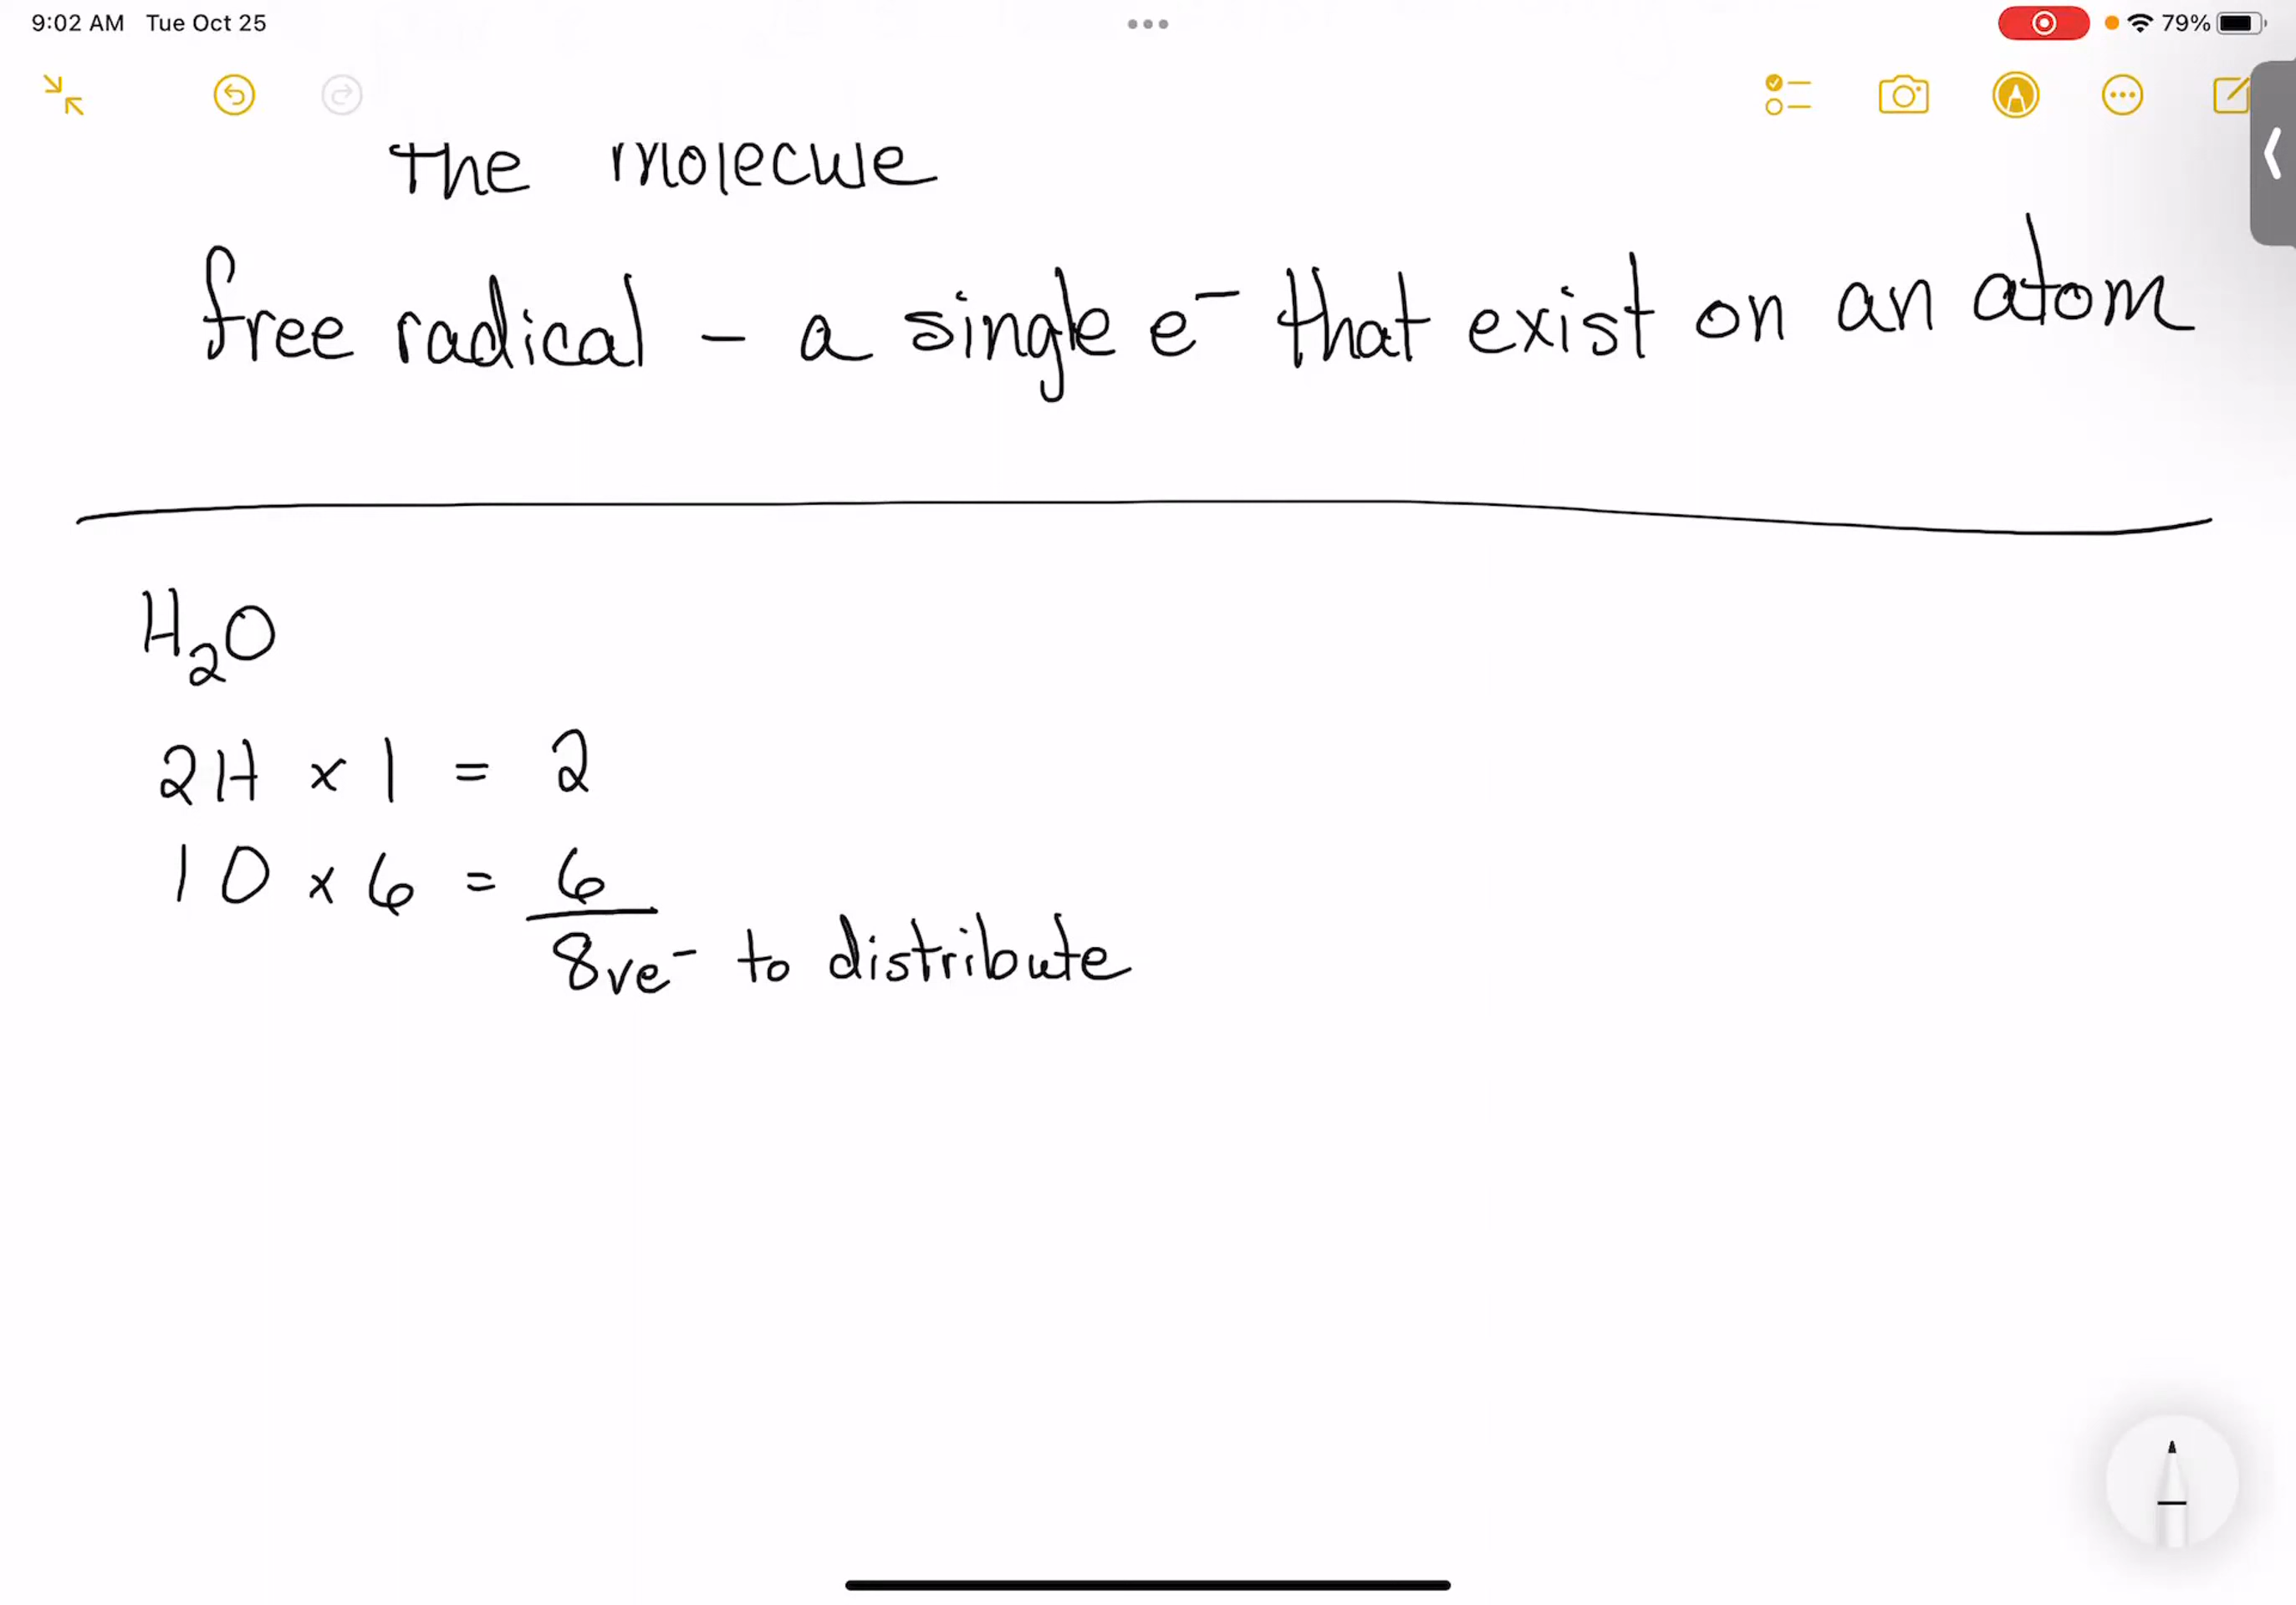 9:02 AM Tue Oct 25 79%
the molecule
free radical - a single e⁻ that exist on an atom
H₂O
2H x 1 = 2
1O x 6 = 6
8ve⁻ to distribute